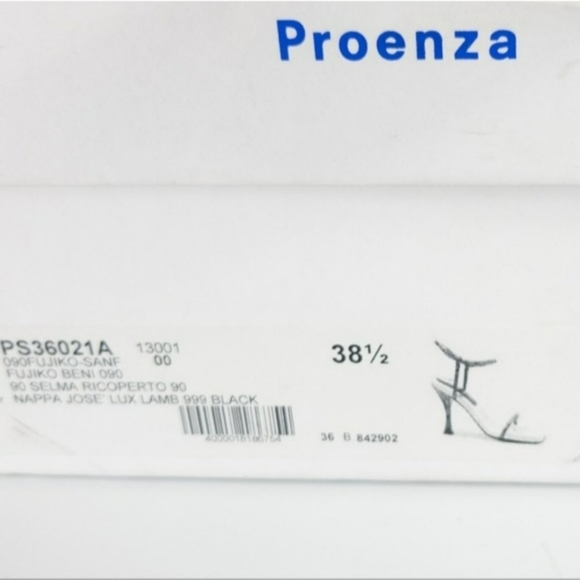 Proenza
PS36021A 13001
090FUJIKO-SANF 00
FUJIKO BENI 090
90 SELMA RICOPERTO 90
NAPPA JOSE' LUX LAMB 999 BLACK
38½
36 B 842902